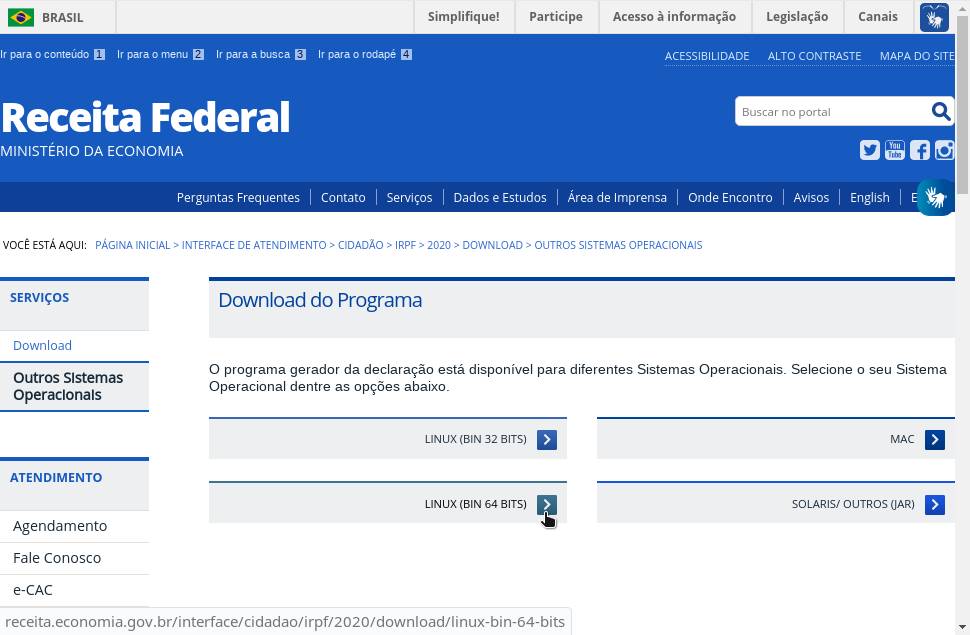 BRASIL
Simplifique!
Participe
Acesso à informação
Legislação
Canais
Ir para o conteúdo 1
Ir para o menu 2
Ir para a busca 3
Ir para o rodapé 4
ACESSIBILIDADE
ALTO CONTRASTE
MAPA DO SITE
Receita Federal
MINISTÉRIO DA ECONOMIA
Buscar no portal
You
Tube
Perguntas Frequentes
Contato
Serviços
Dados e Estudos
Área de Imprensa
Onde Encontro
Avisos
English
VOCÊ ESTÁ AQUI: PÁGINA INICIAL > INTERFACE DE ATENDIMENTO > CIDADÃO > IRPF > 2020 > DOWNLOAD > OUTROS SISTEMAS OPERACIONAIS
SERVIÇOS
Download
Outros Sistemas
Operacionais
ATENDIMENTO
Agendamento
Fale Conosco
e-CAC
Download do Programa
O programa gerador da declaração está disponível para diferentes Sistemas Operacionais. Selecione o seu Sistema
Operacional dentre as opções abaixo.
LINUX (BIN 32 BITS)
MAC
LINUX (BIN 64 BITS)
SOLARIS/ OUTROS (JAR)
receita.economia.gov.br/interface/cidadao/irpf/2020/download/linux-bin-64-bits